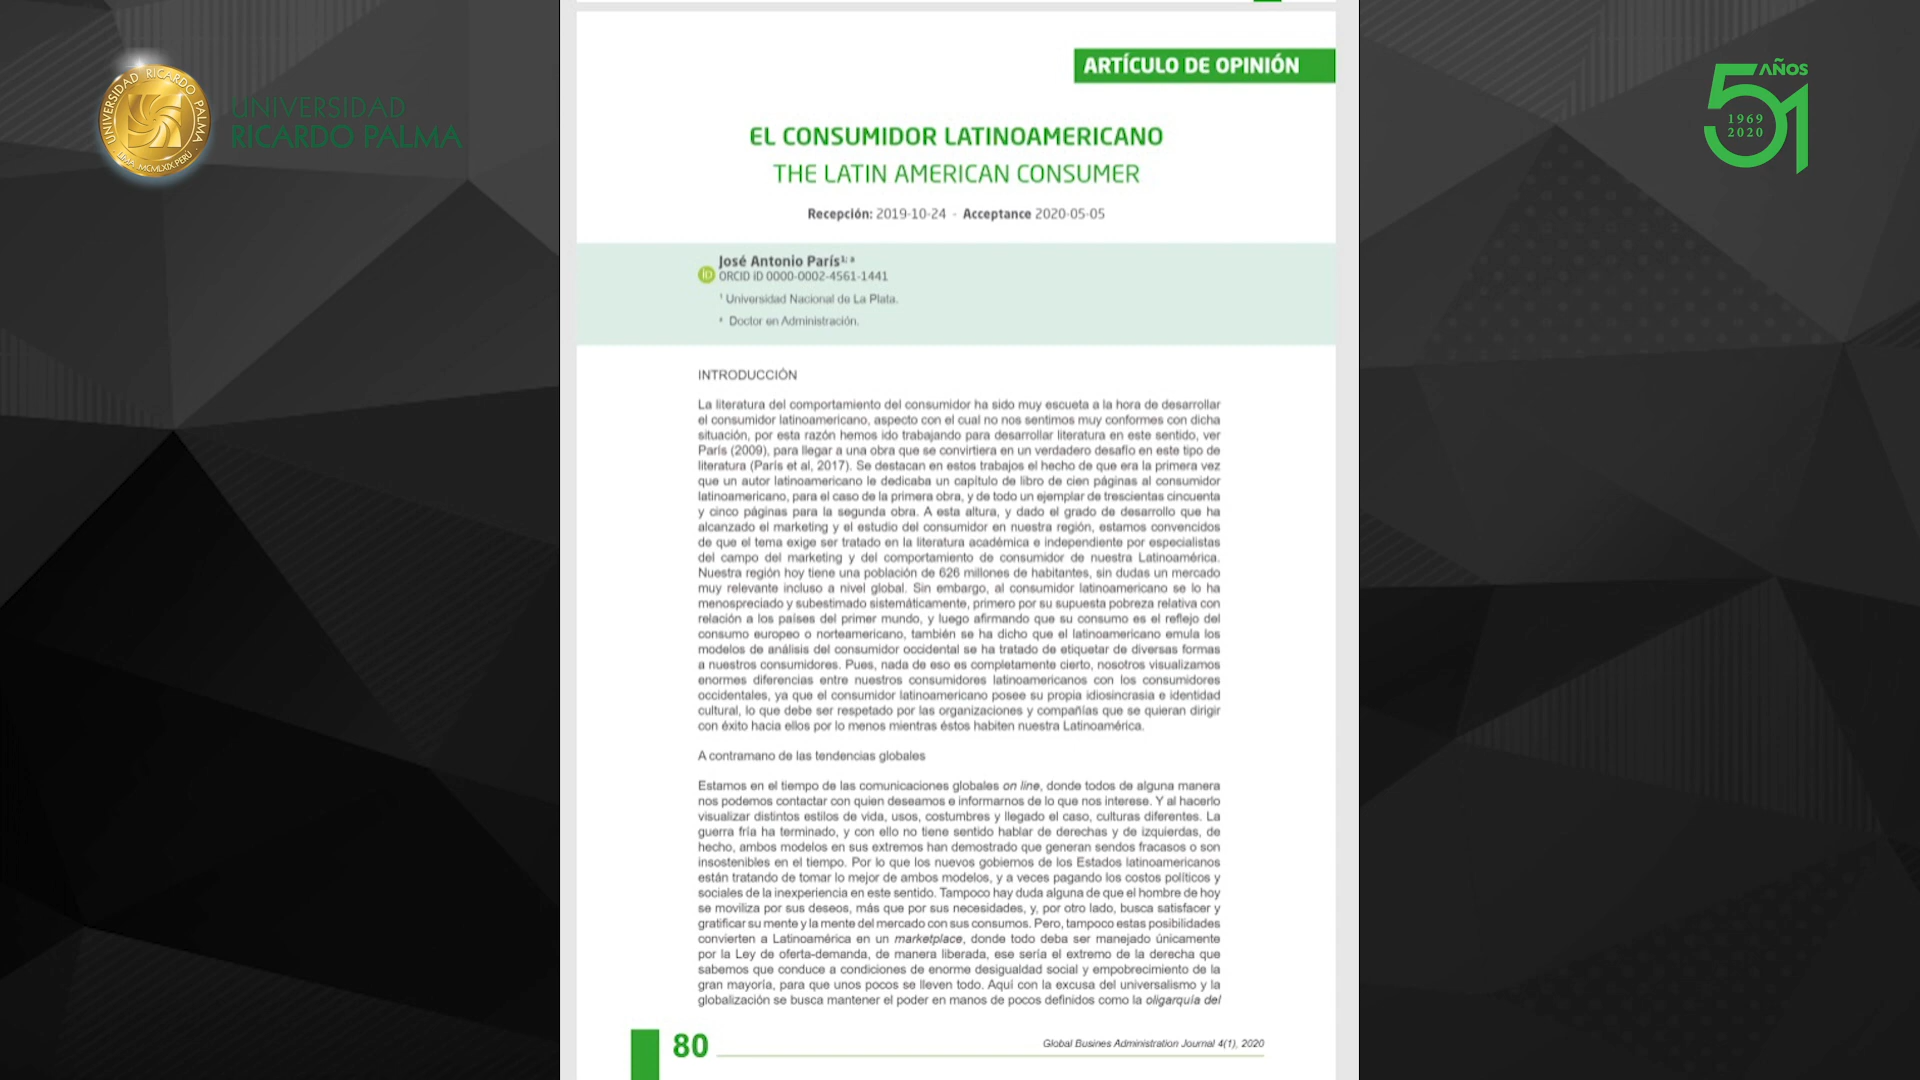 UNIVERSIDAD RICARDO PALMA
LIMA MCMLXIX PERÚ
UNIVERSIDAD
RICARDO PALMA
51 AÑOS
1969
2020
ARTÍCULO DE OPINIÓN
EL CONSUMIDOR LATINOAMERICANO
THE LATIN AMERICAN CONSUMER
Recepción: 2019-10-24 - Acceptance 2020-05-05
José Antonio París¹˒ ᵃ
iD ORCID iD 0000-0002-4561-1441
¹ Universidad Nacional de La Plata.
ᵃ Doctor en Administración.
INTRODUCCIÓN
La literatura del comportamiento del consumidor ha sido muy escueta a la hora de desarrollar
el consumidor latinoamericano, aspecto con el cual no nos sentimos muy conformes con dicha
situación, por esta razón hemos ido trabajando para desarrollar literatura en este sentido, ver
París (2009), para llegar a una obra que se convirtiera en un verdadero desafío en este tipo de
literatura (París et al, 2017). Se destacan en estos trabajos el hecho de que era la primera vez
que un autor latinoamericano le dedicaba un capítulo de libro de cien páginas al consumidor
latinoamericano, para el caso de la primera obra, y de todo un ejemplar de trescientas cincuenta
y cinco páginas para la segunda obra. A esta altura, y dado el grado de desarrollo que ha
alcanzado el marketing y el estudio del consumidor en nuestra región, estamos convencidos
de que el tema exige ser tratado en la literatura académica e independiente por especialistas
del campo del marketing y del comportamiento de consumidor de nuestra Latinoamérica.
Nuestra región hoy tiene una población de 626 millones de habitantes, sin dudas un mercado
muy relevante incluso a nivel global. Sin embargo, al consumidor latinoamericano se lo ha
menospreciado y subestimado sistemáticamente, primero por su supuesta pobreza relativa con
relación a los países del primer mundo, y luego afirmando que su consumo es el reflejo del
consumo europeo o norteamericano, también se ha dicho que el latinoamericano emula los
modelos de análisis del consumidor occidental se ha tratado de etiquetar de diversas formas
a nuestros consumidores. Pues, nada de eso es completamente cierto, nosotros visualizamos
enormes diferencias entre nuestros consumidores latinoamericanos con los consumidores
occidentales, ya que el consumidor latinoamericano posee su propia idiosincrasia e identidad
cultural, lo que debe ser respetado por las organizaciones y compañías que se quieran dirigir
con éxito hacia ellos por lo menos mientras éstos habiten nuestra Latinoamérica.
A contramano de las tendencias globales
Estamos en el tiempo de las comunicaciones globales on line, donde todos de alguna manera
nos podemos contactar con quien deseamos e informarnos de lo que nos interese. Y al hacerlo
visualizar distintos estilos de vida, usos, costumbres y llegado el caso, culturas diferentes. La
guerra fría ha terminado, y con ello no tiene sentido hablar de derechas y de izquierdas, de
hecho, ambos modelos en sus extremos han demostrado que generan sendos fracasos o son
insostenibles en el tiempo. Por lo que los nuevos gobiernos de los Estados latinoamericanos
están tratando de tomar lo mejor de ambos modelos, y a veces pagando los costos políticos y
sociales de la inexperiencia en este sentido. Tampoco hay duda alguna de que el hombre de hoy
se moviliza por sus deseos, más que por sus necesidades, y, por otro lado, busca satisfacer y
gratificar su mente y la mente del mercado con sus consumos. Pero, tampoco estas posibilidades
convierten a Latinoamérica en un marketplace, donde todo deba ser manejado únicamente
por la Ley de oferta-demanda, de manera liberada, ese sería el extremo de la derecha que
sabemos que conduce a condiciones de enorme desigualdad social y empobrecimiento de la
gran mayoría, para que unos pocos se lleven todo. Aquí con la excusa del universalismo y la
globalización se busca mantener el poder en manos de pocos definidos como la oligarquía del
80
Global Busines Administration Journal 4(1), 2020